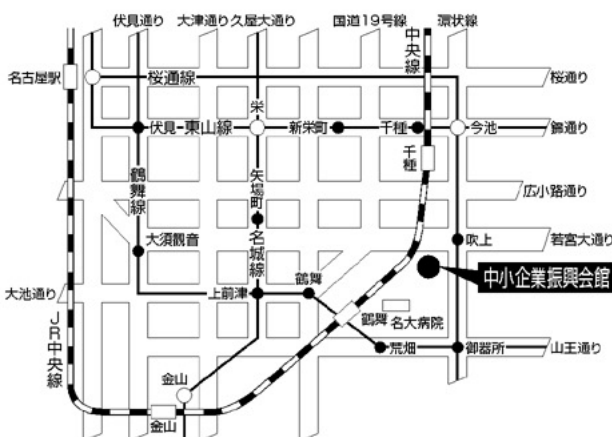 伏見通り
大津通り
久屋大通り
国道19号線
中央線
環状線
名古屋駅
桜通線
桜通り
栄
伏見
東山線
新栄町
千種
今池
錦通り
千種
鶴舞線
矢場町
広小路通り
大須観音
名城線
吹上
若宮大通り
中小企業振興会館
大池通り
上前津
鶴舞
鶴舞
名大病院
JR中央線
荒畑
御器所
山王通り
金山
金山